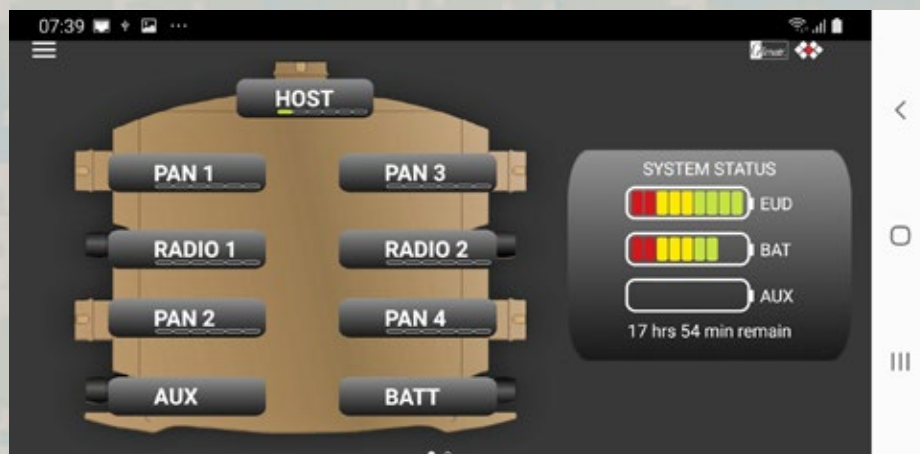 07:39
HOST
PAN 1
PAN 3
SYSTEM STATUS
EUD
RADIO 1
RADIO 2
BAT
AUX
PAN 2
PAN 4
17 hrs 54 min remain
AUX
BATT